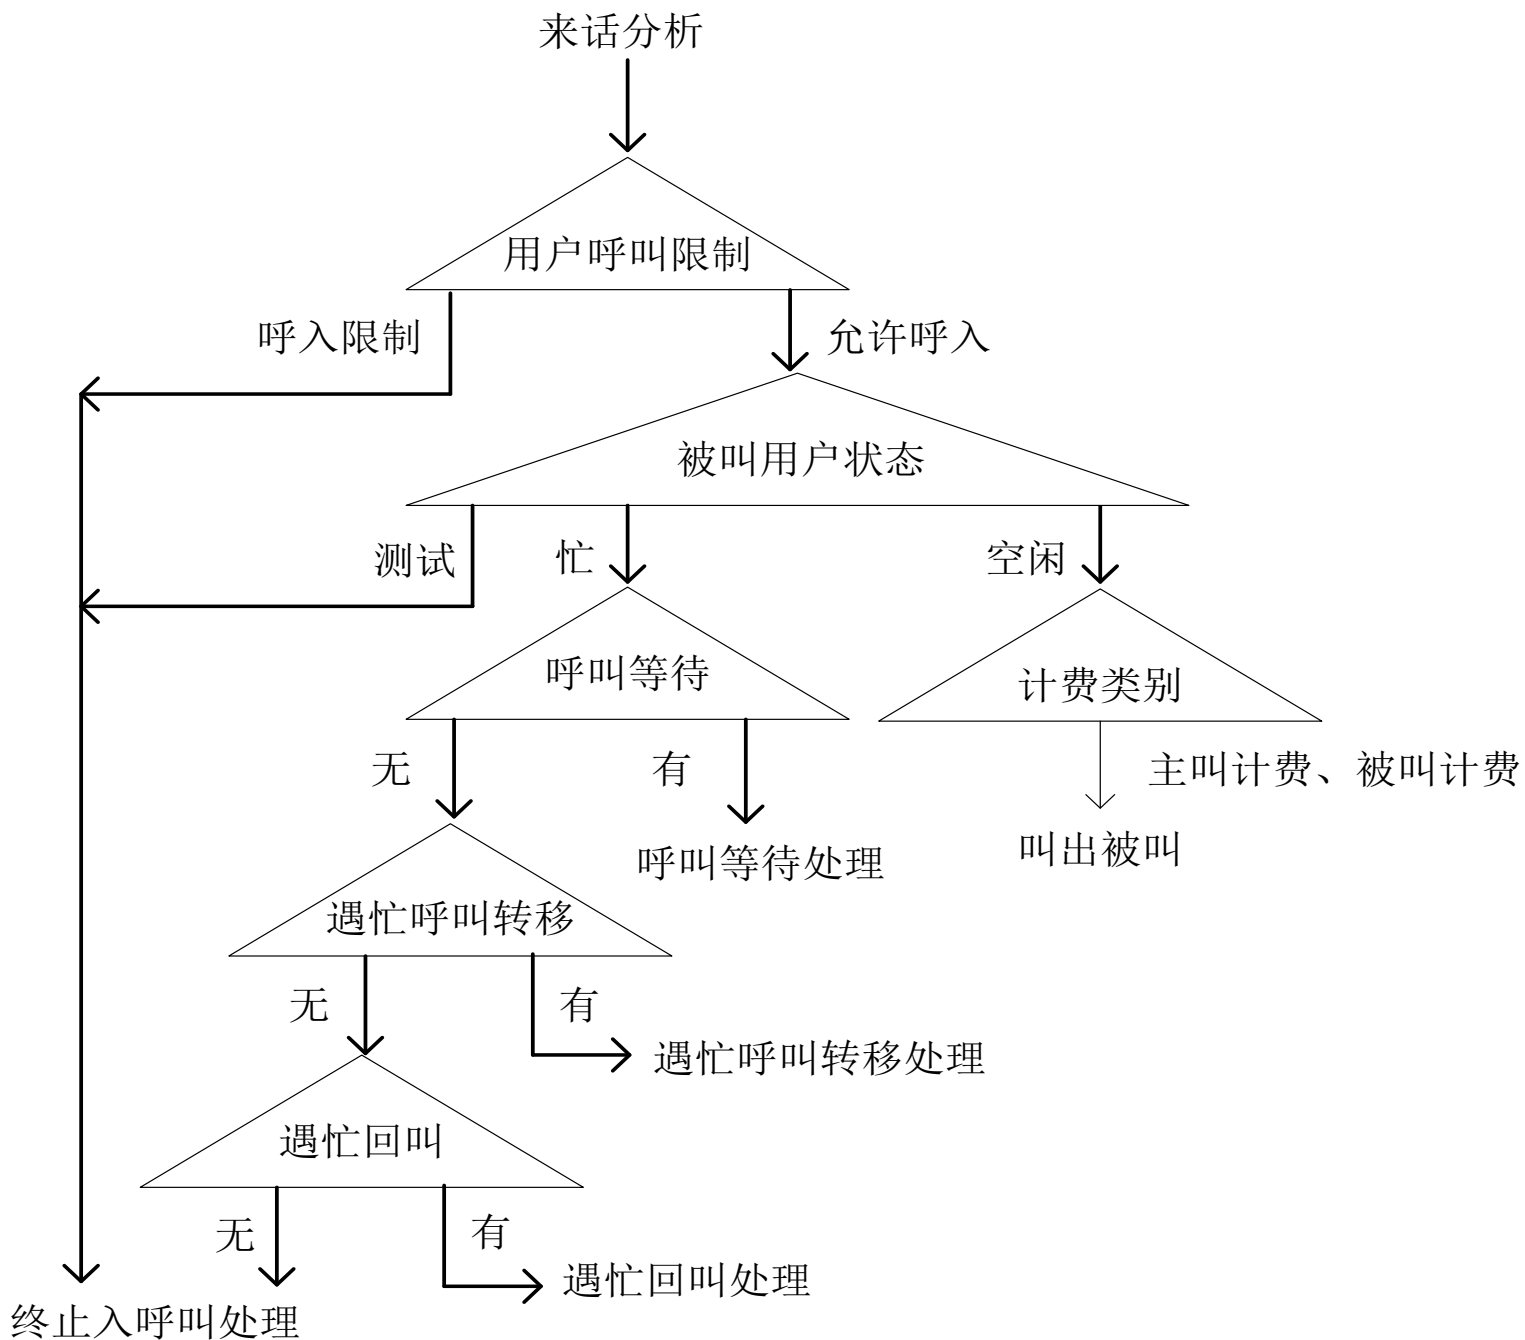 来话分析
用户呼叫限制
呼入限制
允许呼入
被叫用户状态
测试
忙
空闲
呼叫等待
计费类别
无
有
主叫计费、被叫计费
呼叫等待处理
叫出被叫
遇忙呼叫转移
无
有
遇忙呼叫转移处理
遇忙回叫
无
有
遇忙回叫处理
终止入呼叫处理